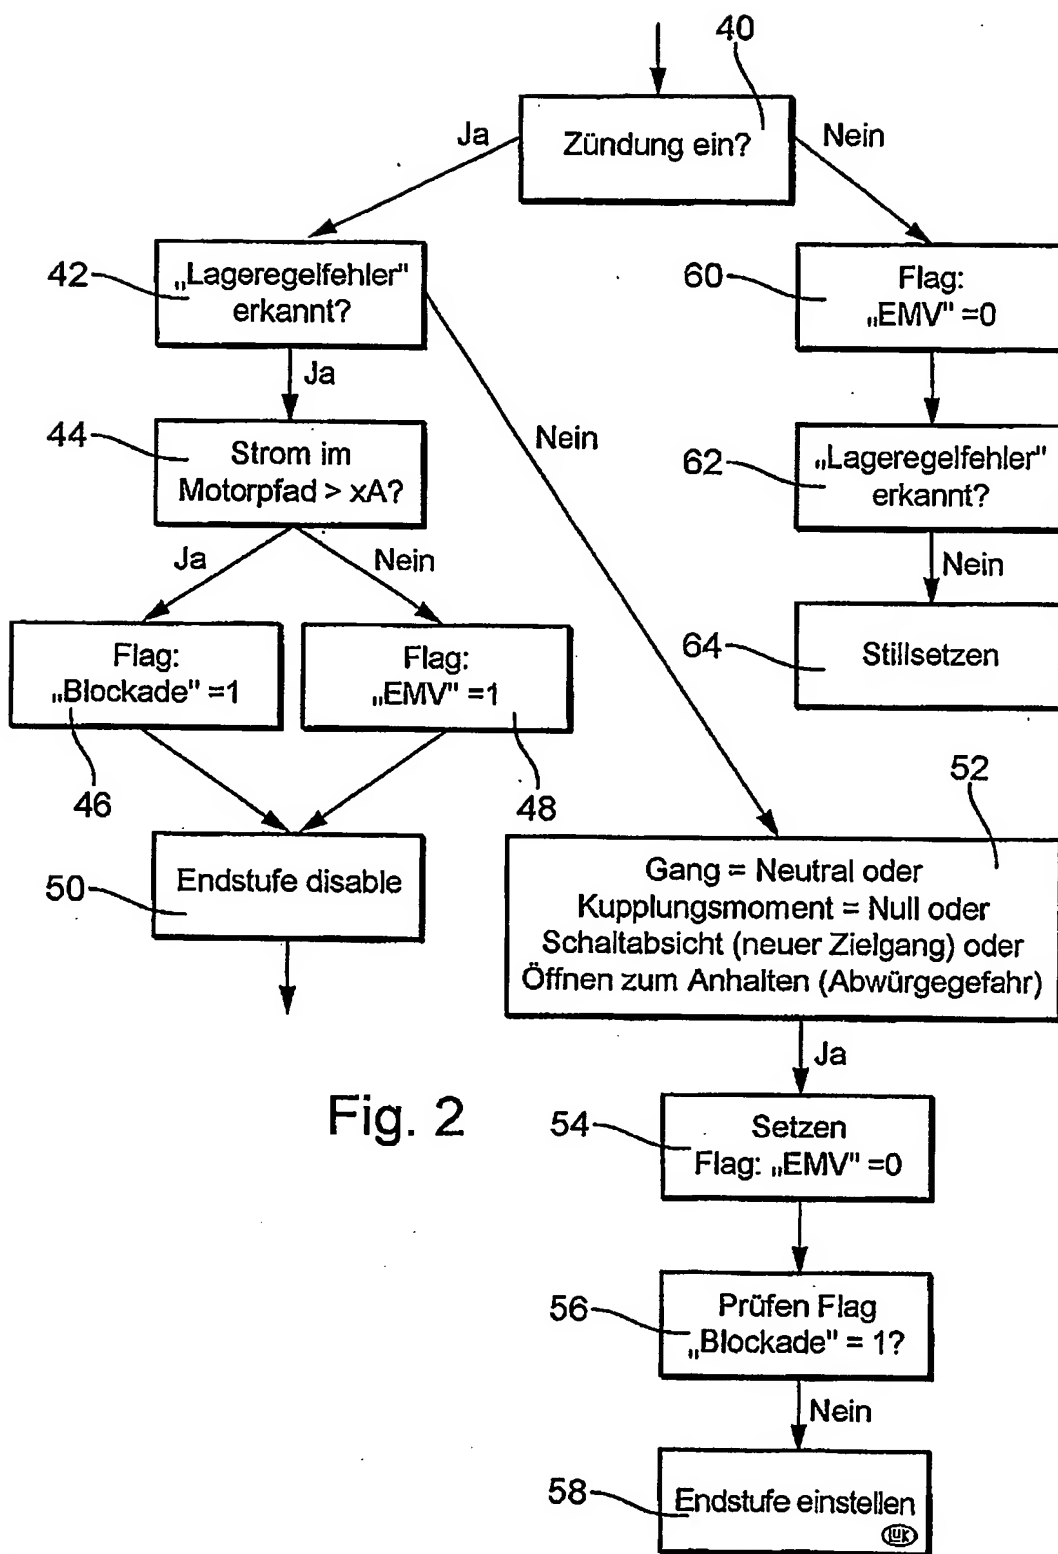 40
Zündung ein?
Ja
Nein
42
„Lageregelfehler"
erkannt?
60
Flag:
„EMV" =0
Ja
44
Strom im
Motorpfad > xA?
Nein
62
„Lageregelfehler"
erkannt?
Ja
Nein
Nein
Flag:
„Blockade" =1
Flag:
„EMV" =1
64
Stillsetzen
46
48
52
50
Endstufe disable
Gang = Neutral oder
Kupplungsmoment = Null oder
Schaltabsicht (neuer Zielgang) oder
Öffnen zum Anhalten (Abwürgegefahr)
Ja
Fig. 2
54
Setzen
Flag: „EMV" =0
56
Prüfen Flag
„Blockade" = 1?
Nein
58
Endstufe einstellen
LuK